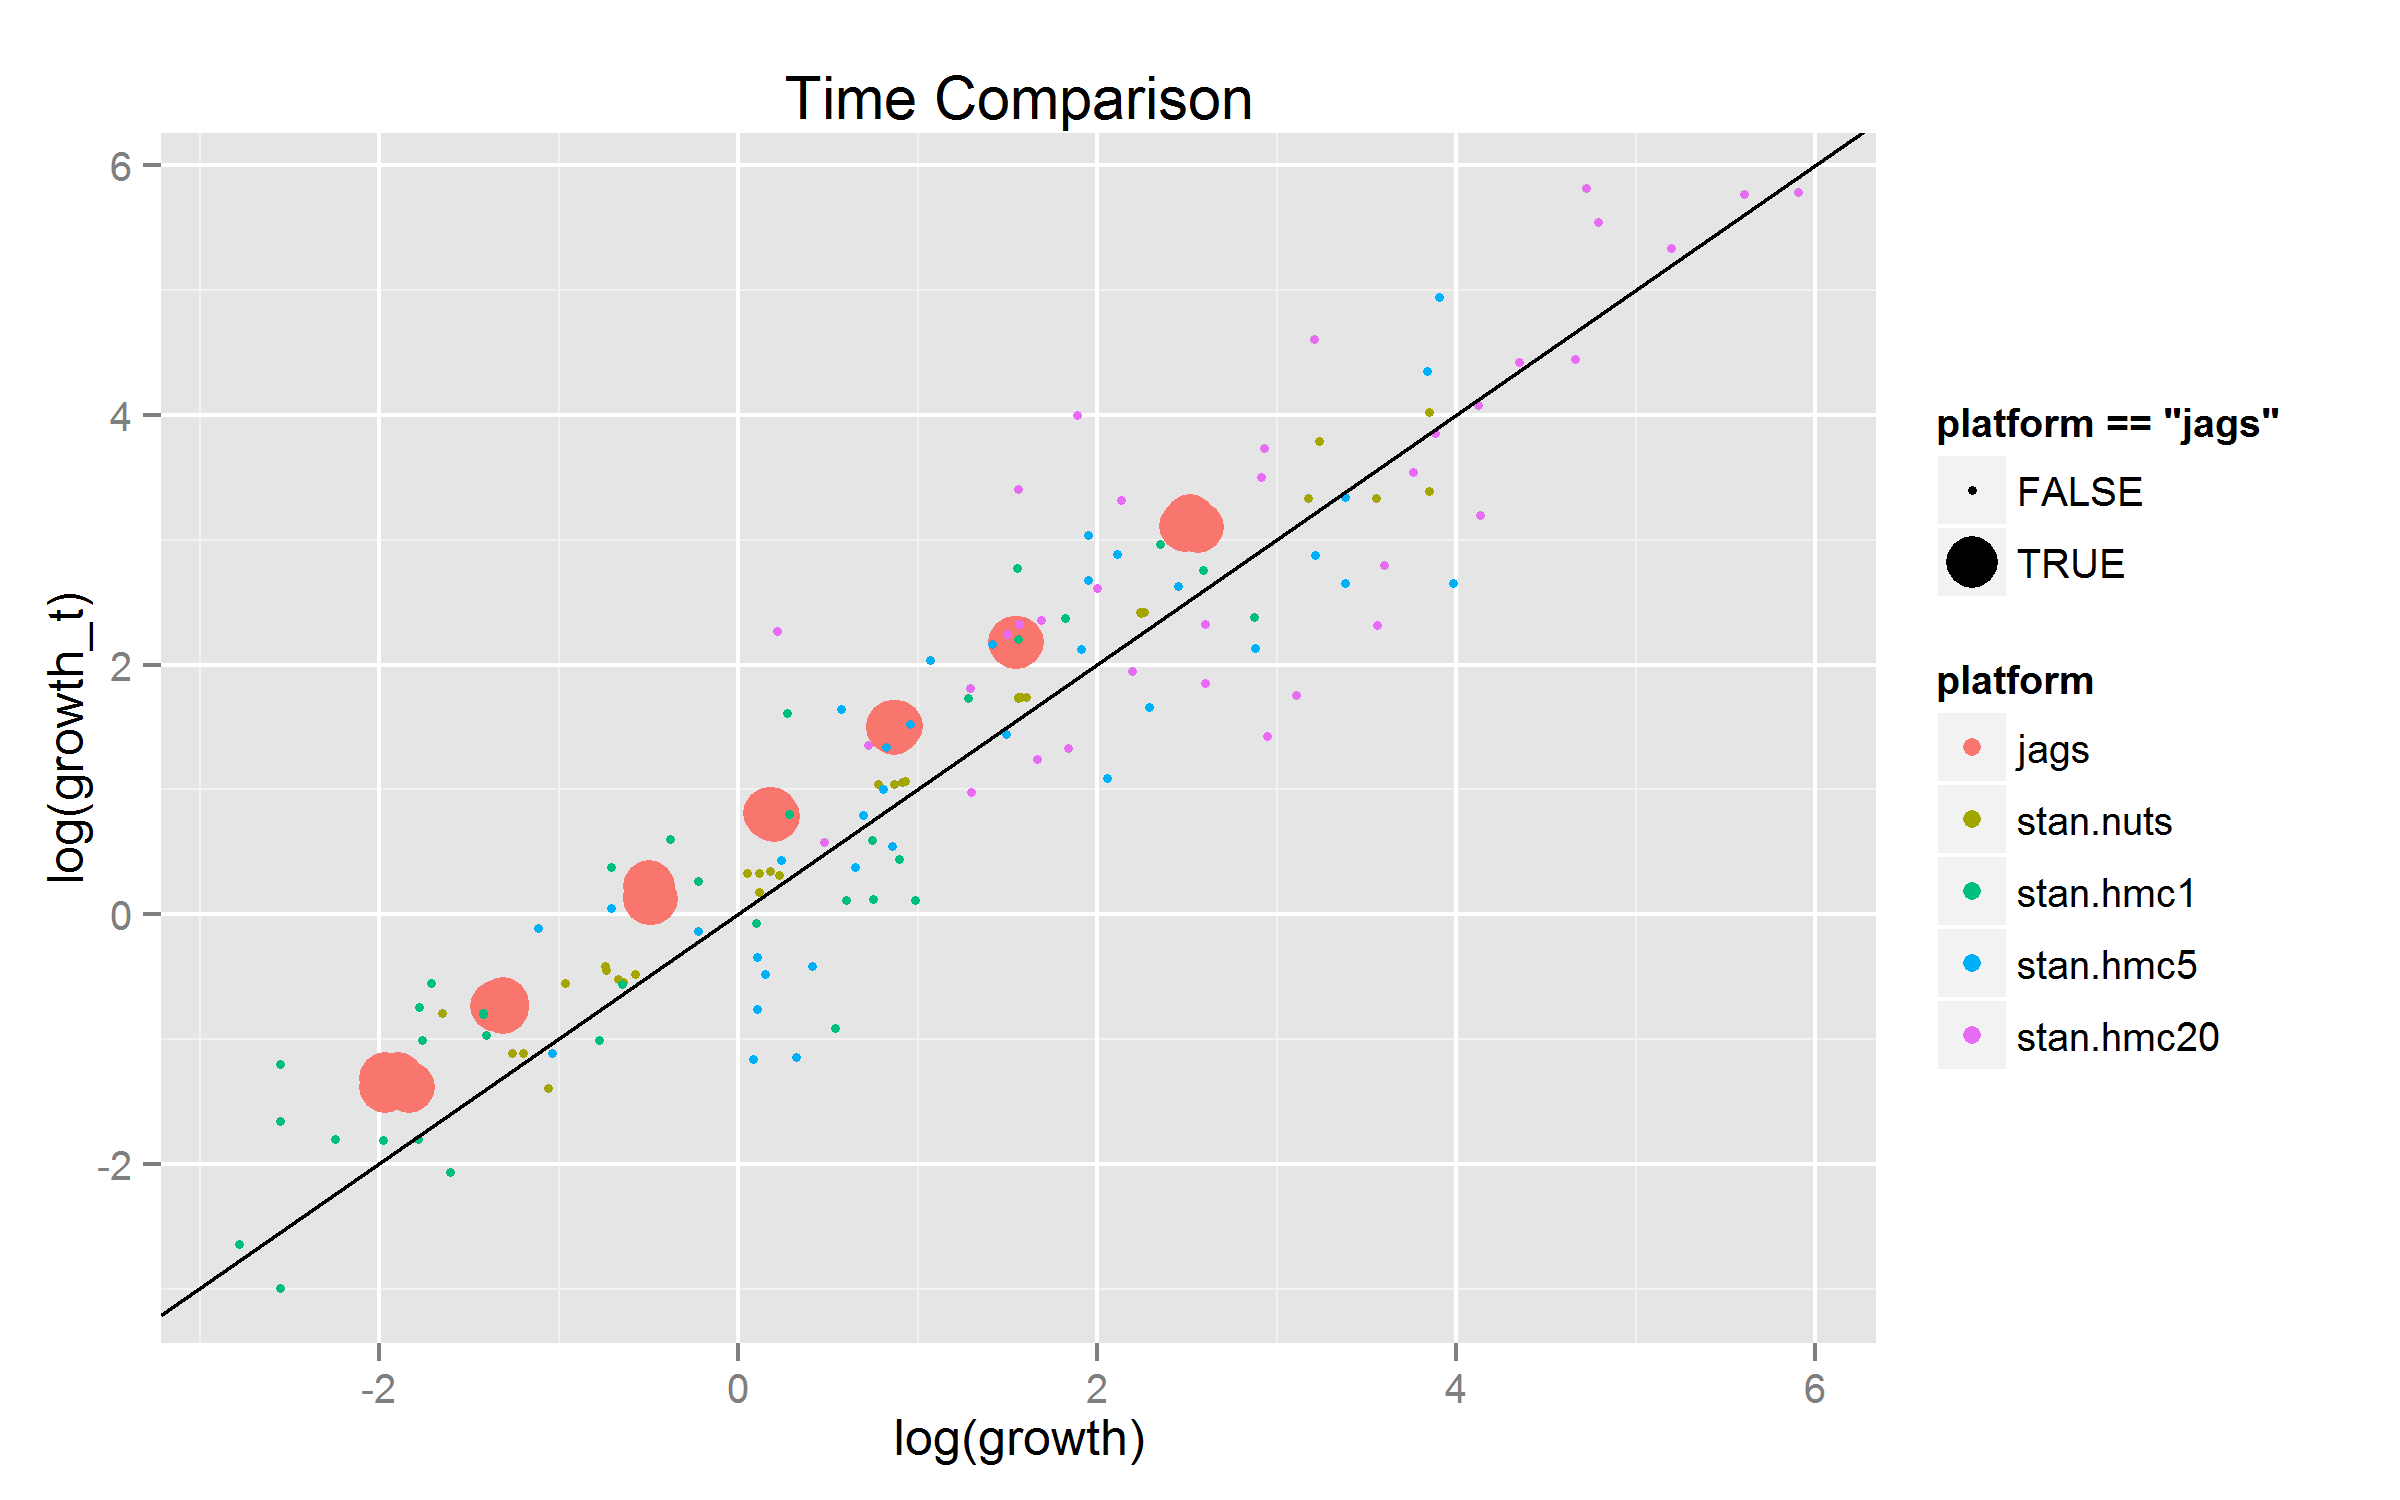 Time Comparison
6
4
2
0
-2
log(growth_t)
-2
0
2
4
6
log(growth)
platform == "jags"
FALSE
TRUE
platform
jags
stan.nuts
stan.hmc1
stan.hmc5
stan.hmc20